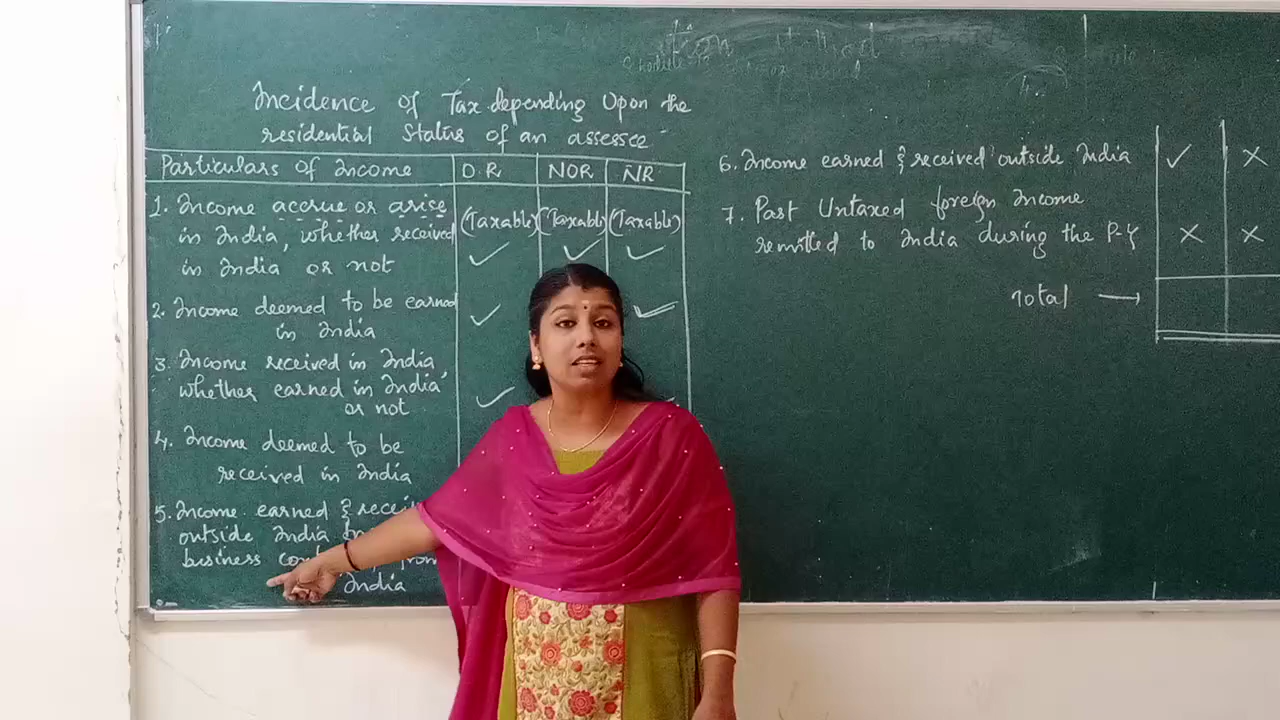 Incidence of Tax depending Upon the
residential Status of an assessee
Particulars of Income O.R NOR NR
1. Income accrue or arise
in India, whether received
in India or not
(Taxable) (Taxable) (Taxable)
✓ ✓ ✓
2. Income deemed to be earned
in India
✓ ✓
3. Income received in India,
whether earned in India
or not
✓
4. Income deemed to be
received in India
5. Income earned &
outside India
business
India
6. Income earned & received outside India ✓ ×
7. Past Untaxed foreign Income
remitted to India during the P.Y × ×
Total →